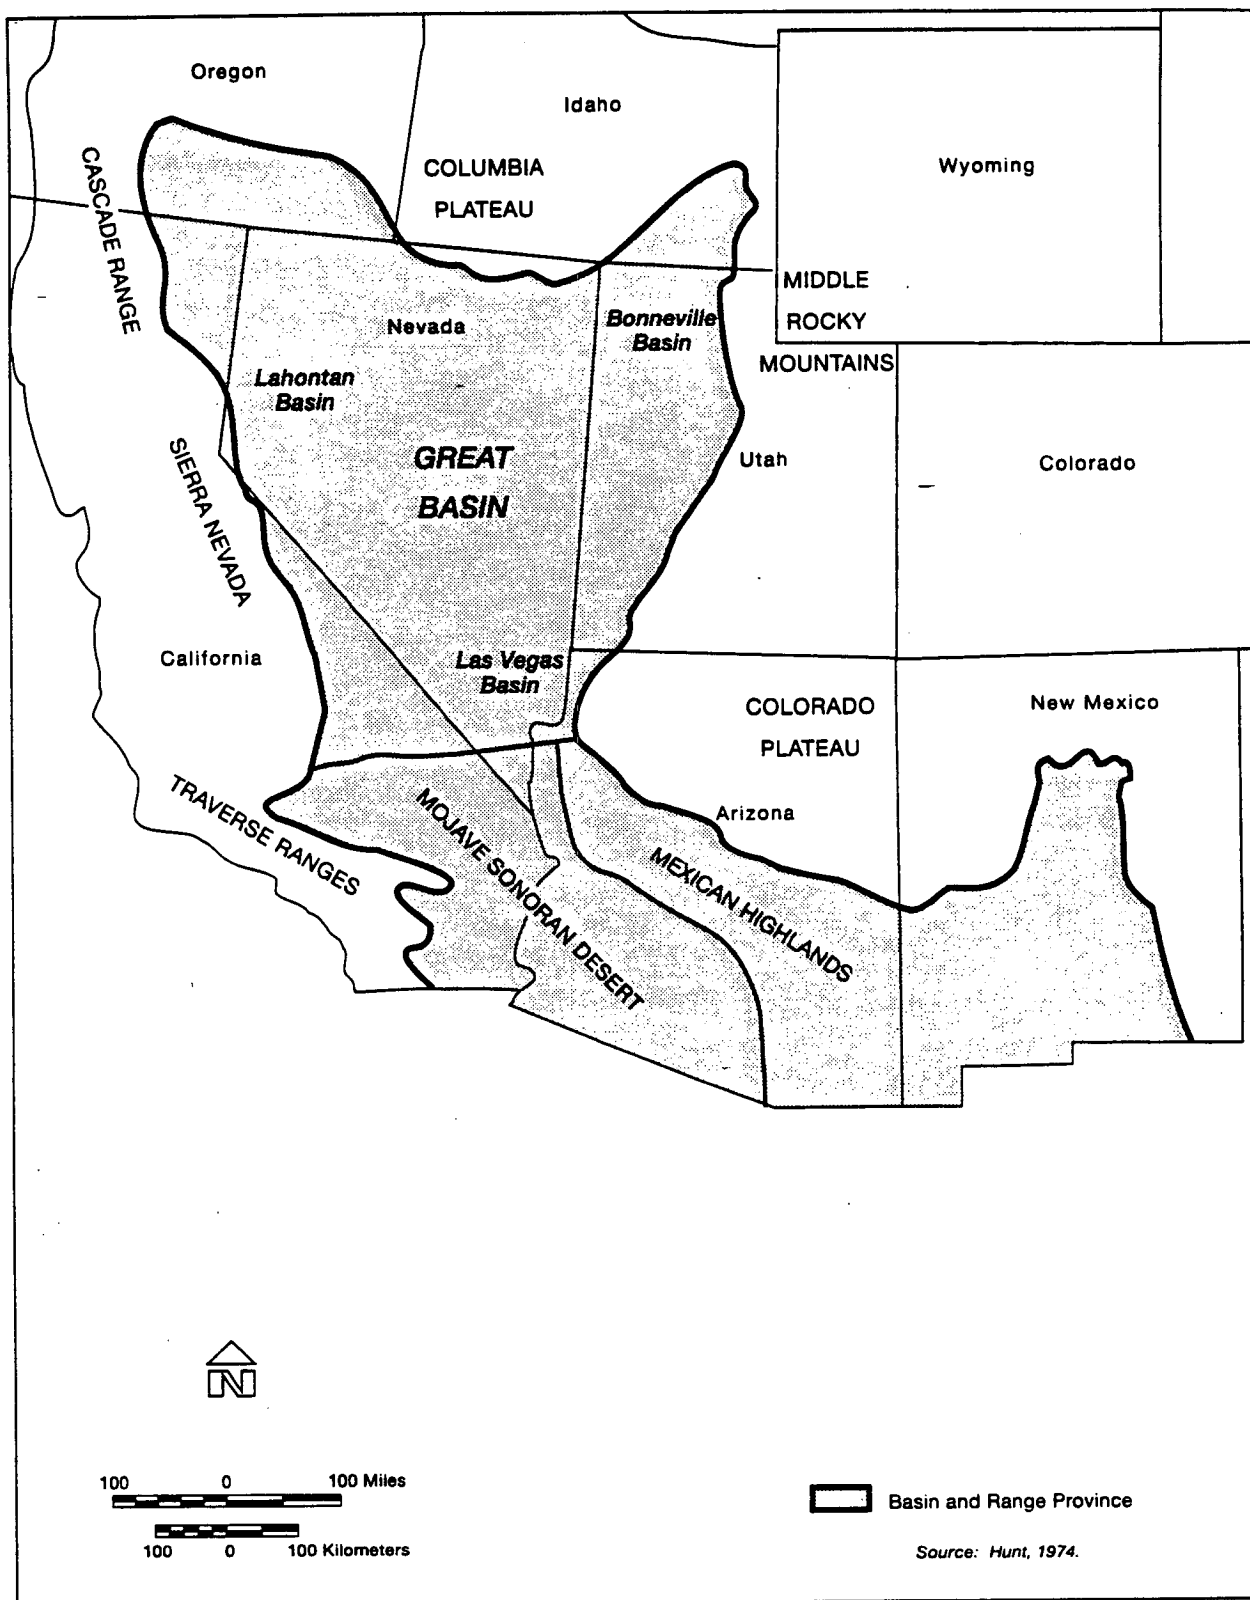 Oregon
Idaho
Wyoming
COLUMBIA
PLATEAU
CASCADE RANGE
MIDDLE
ROCKY
MOUNTAINS
Nevada
Bonneville
Basin
Lahontan
Basin
GREAT
BASIN
Utah
Colorado
SIERRA NEVADA
California
Las Vegas
Basin
COLORADO
PLATEAU
New Mexico
TRAVERSE RANGES
MOJAVE SONORAN DESERT
Arizona
MEXICAN HIGHLANDS
N
100 0 100 Miles
100 0 100 Kilometers
Basin and Range Province
Source: Hunt, 1974.